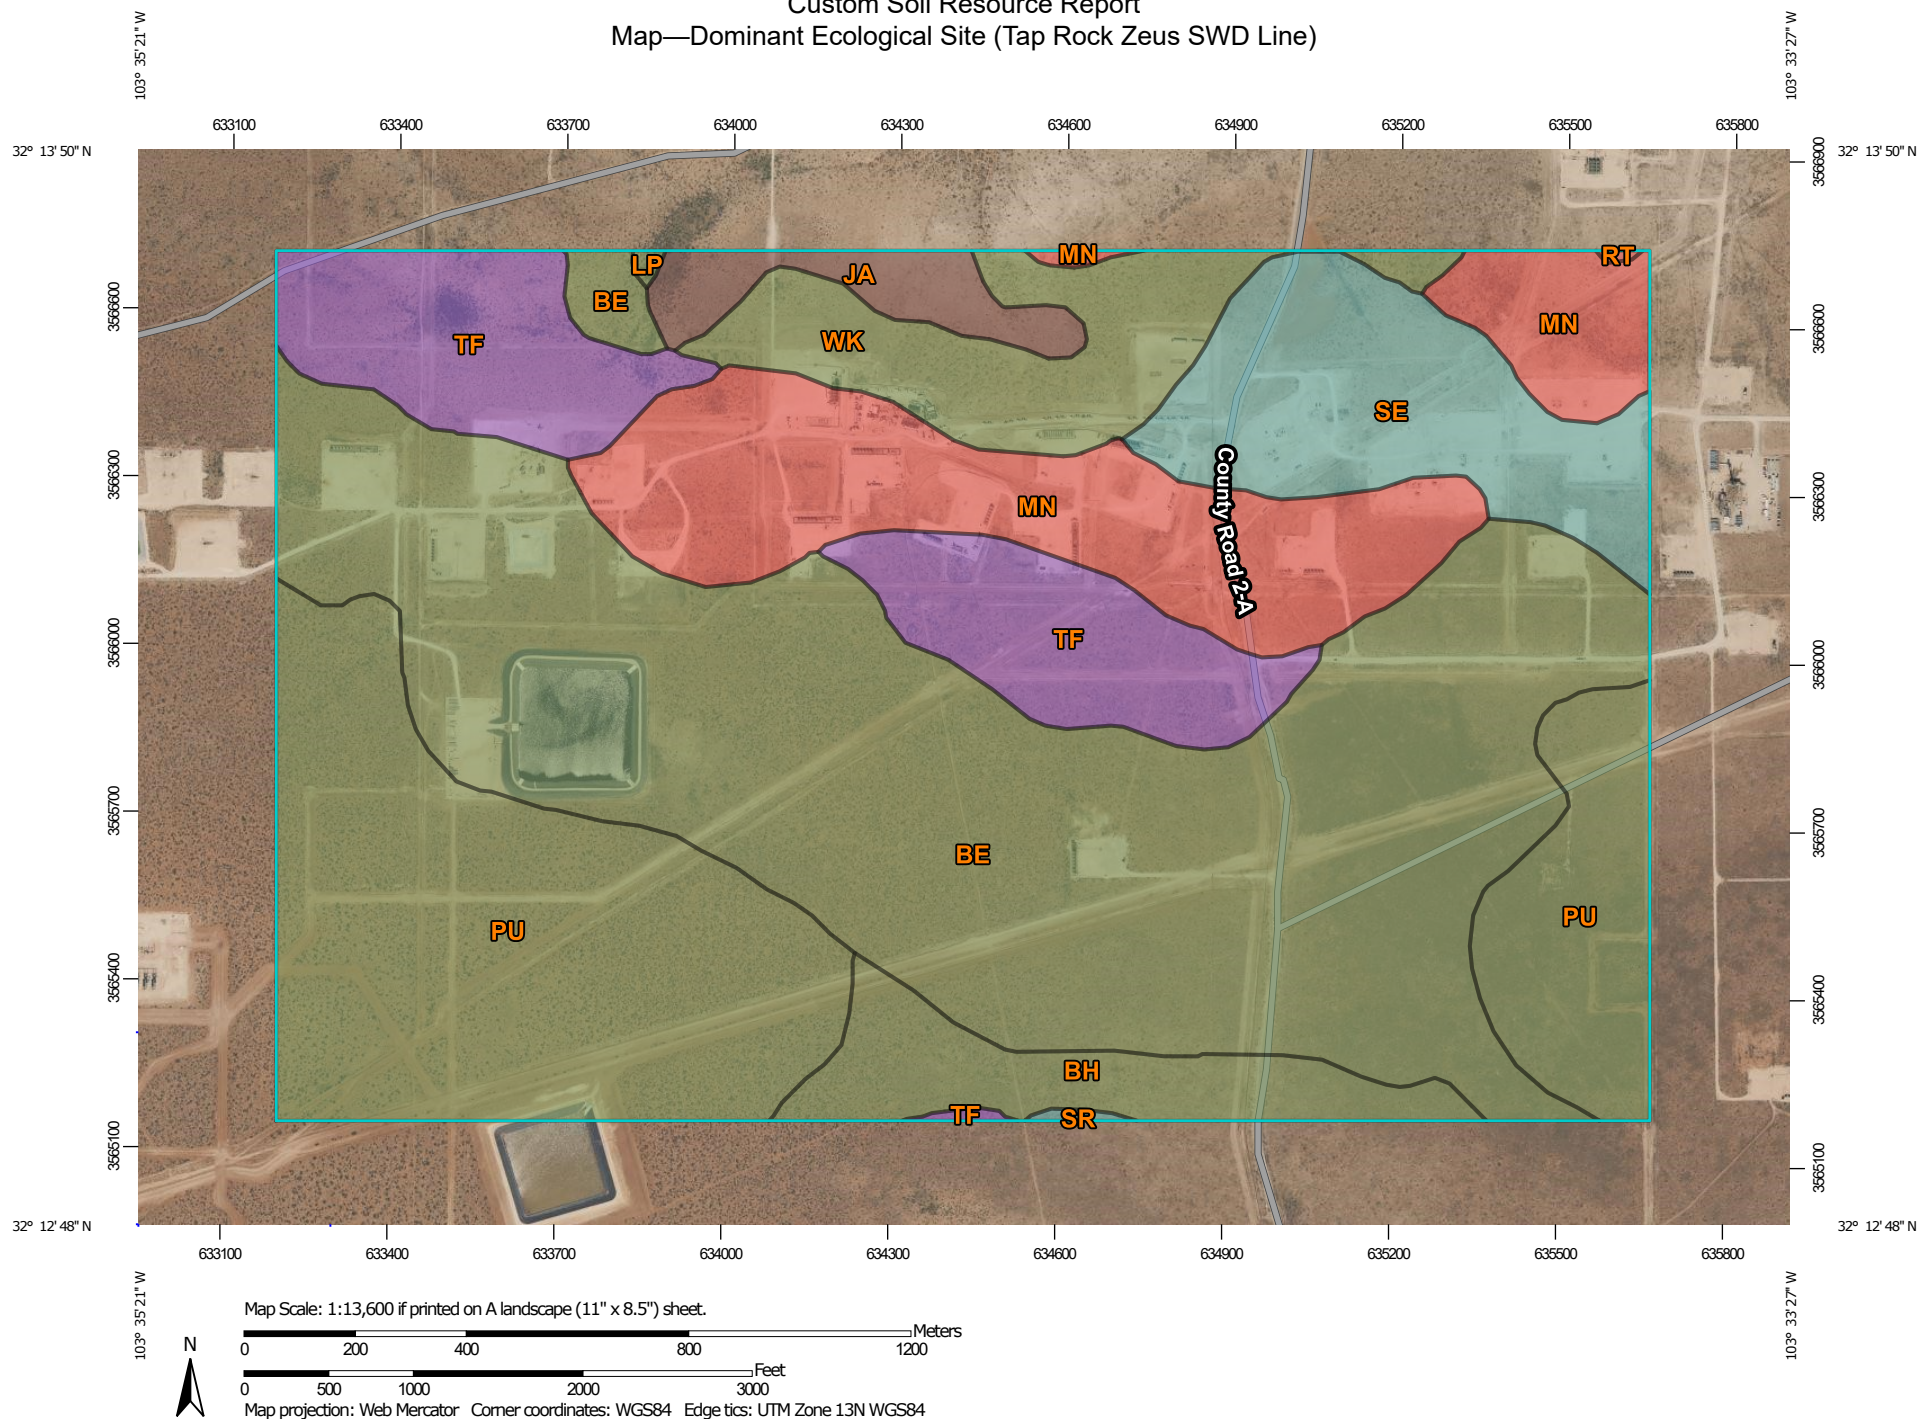 Custom Soil Resource Report
Map—Dominant Ecological Site (Tap Rock Zeus SWD Line)
103° 35' 21" W
103° 33' 27" W
633100 633400 633700 634000 634300 634600 634900 635200 635500 635800
32° 13' 50" N
32° 13' 50" N
3566900
LP
JA
MN
RT
BE
3566600
3566600
TF
WK
MN
SE
3566300
3566300
MN
County Road 2-A
TF
3566000
3566000
3565700
3565700
BE
PU
PU
3565400
3565400
BH
TF
SR
3565100
3565100
32° 12' 48" N
32° 12' 48" N
633100 633400 633700 634000 634300 634600 634900 635200 635500 635800
103° 35' 21" W
103° 33' 27" W
Map Scale: 1:13,600 if printed on A landscape (11" x 8.5") sheet.
N
Meters
0 200 400 800 1200
Feet
0 500 1000 2000 3000
Map projection: Web Mercator Corner coordinates: WGS84 Edge tics: UTM Zone 13N WGS84